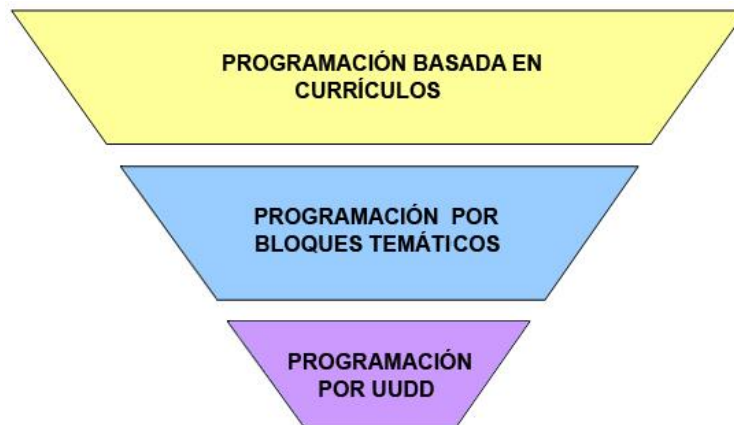 PROGRAMACIÓN BASADA EN
CURRÍCULOS
PROGRAMACIÓN POR
BLOQUES TEMÁTICOS
PROGRAMACIÓN
POR UUDD